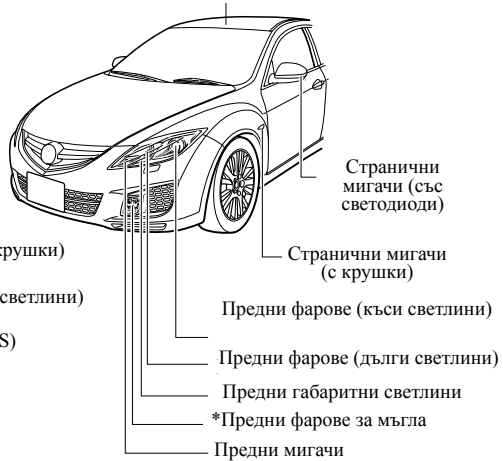 Странични
мигачи (със
светодиоди)
крушки)
Странични мигачи
(с крушки)
светлини)
Предни фарове (къси светлини)
S)
Предни фарове (дълги светлини)
Предни габаритни светлини
*Предни фарове за мъгла
Предни мигачи